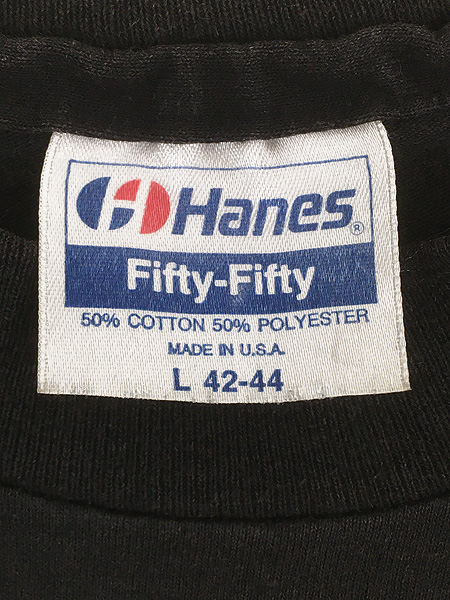 Hanes®
Fifty-Fifty
50% COTTON 50% POLYESTER
MADE IN U.S.A.
L 42-44